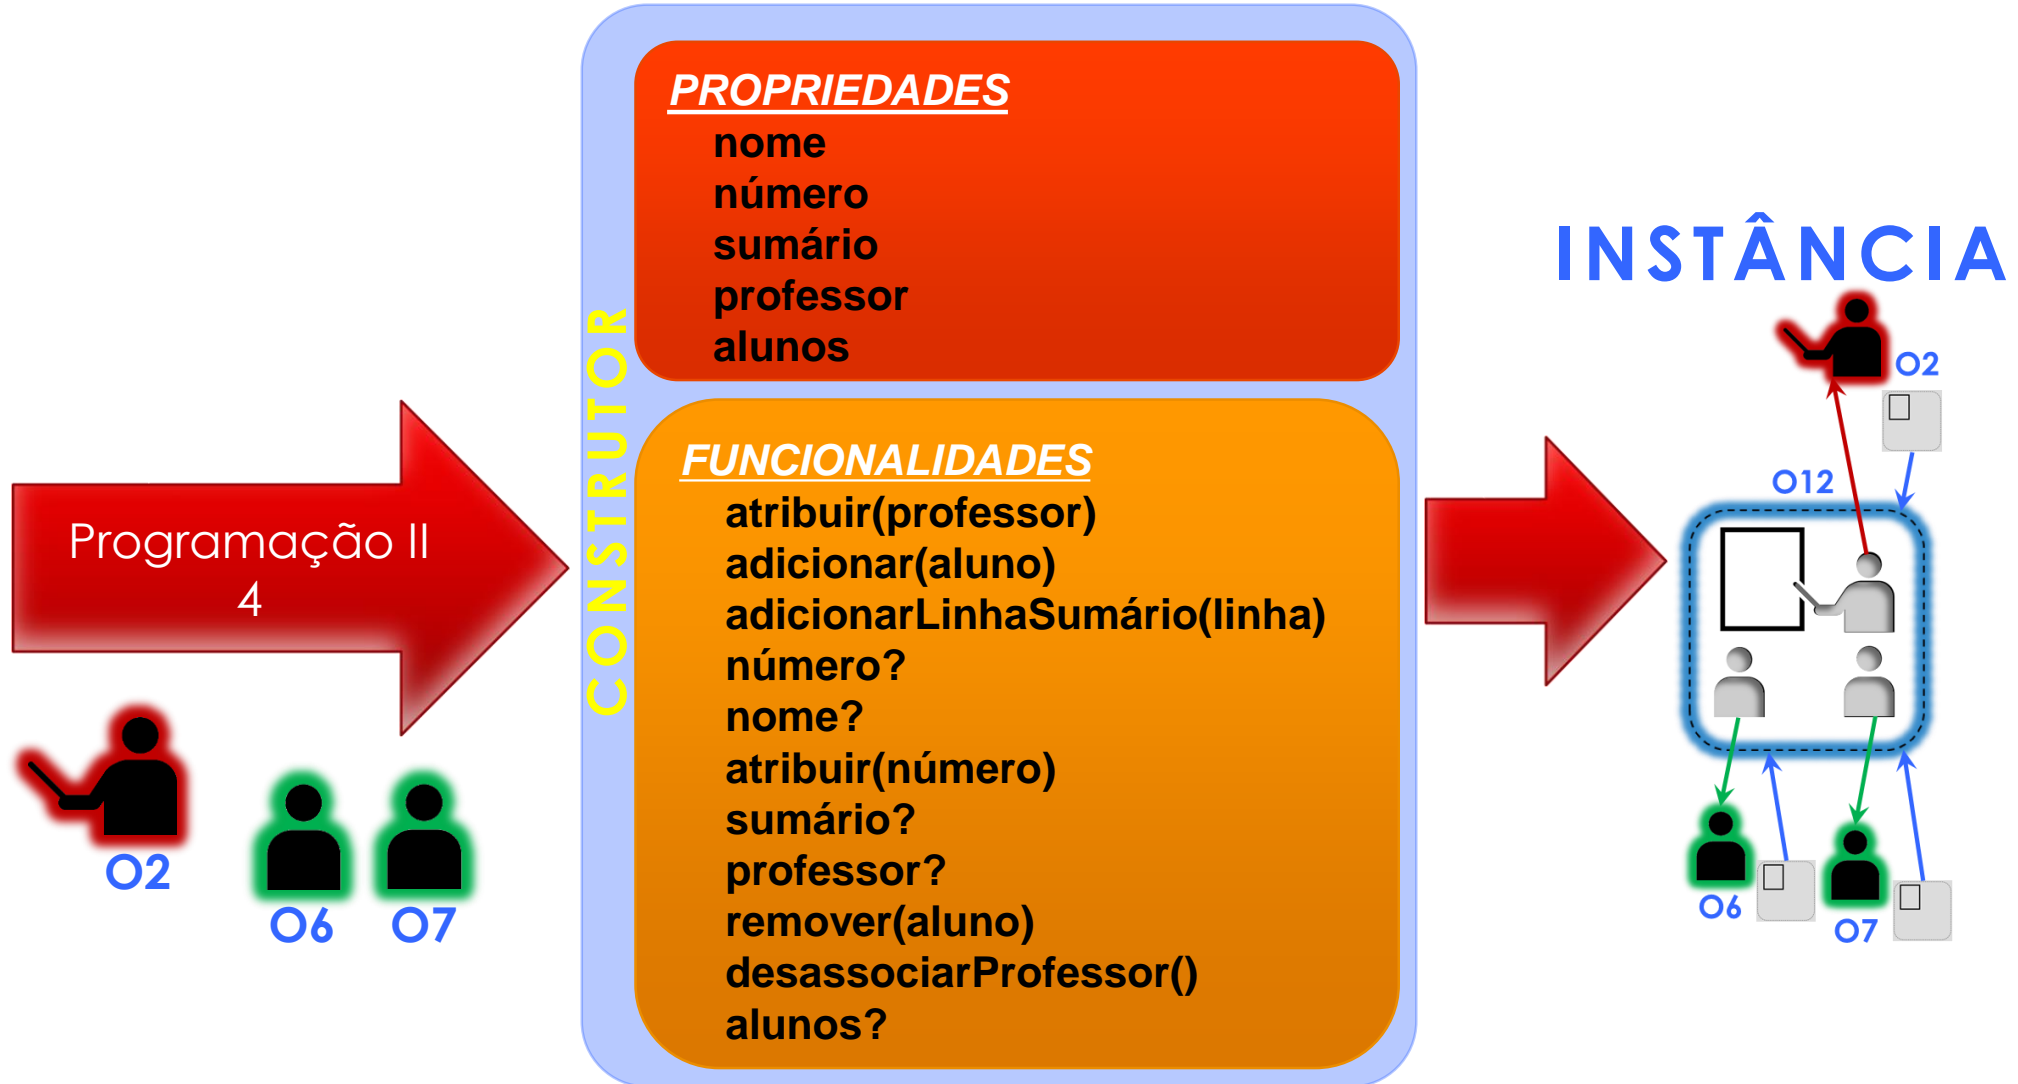 Programação II
4
O2
O6
O7
CONSTRUTOR
PROPRIEDADES
nome
número
sumário
professor
alunos
FUNCIONALIDADES
atribuir(professor)
adicionar(aluno)
adicionarLinhaSumário(linha)
número?
nome?
atribuir(número)
sumário?
professor?
remover(aluno)
desassociarProfessor()
alunos?
INSTÂNCIA
O2
O12
O6
O7